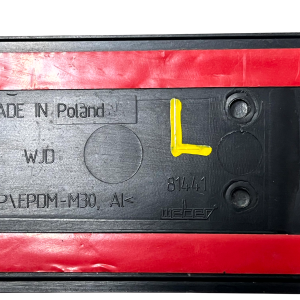 ADE IN Poland
L
WJD
81441
P\EPDM-M30, AI<
weber